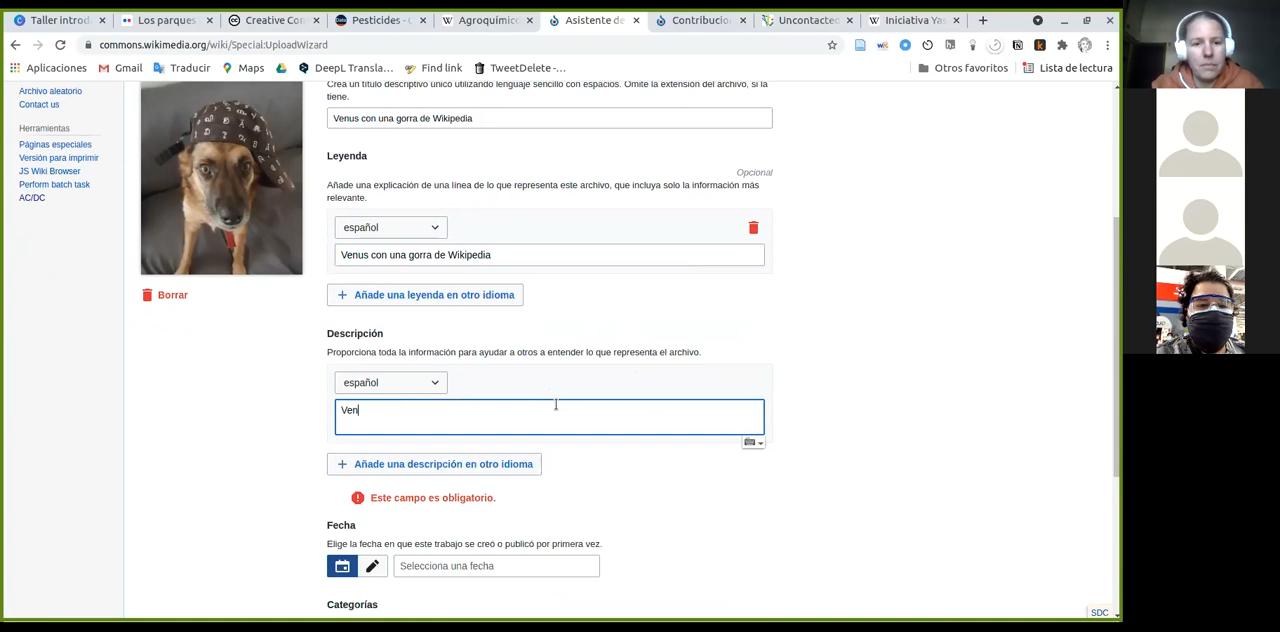 Taller introd
Los parques
Creative Con
Pesticides - O
Agroquímico
Asistente de
Contribucion
Uncontacted
Iniciativa Yas
commons.wikimedia.org/wiki/Special:UploadWizard
Aplicaciones Gmail Traducir Maps DeepL Transla... Find link TweetDelete -... Otros favoritos Lista de lectura
Archivo aleatorio
Contact us
Herramientas
Páginas especiales
Versión para imprimir
JS Wiki Browser
Perform batch task
AC/DC
Borrar
Crea un título descriptivo único utilizando lenguaje sencillo con espacios. Omite la extensión del archivo, si la
tiene.
Venus con una gorra de Wikipedia
Leyenda
Opcional
Añade una explicación de una línea de lo que representa este archivo, que incluya solo la información más
relevante.
español
Venus con una gorra de Wikipedia
+ Añade una leyenda en otro idioma
Descripción
Proporciona toda la información para ayudar a otros a entender lo que representa el archivo.
español
Ven
+ Añade una descripción en otro idioma
Este campo es obligatorio.
Fecha
Elige la fecha en que este trabajo se creó o publicó por primera vez.
Selecciona una fecha
Categorías
SDC